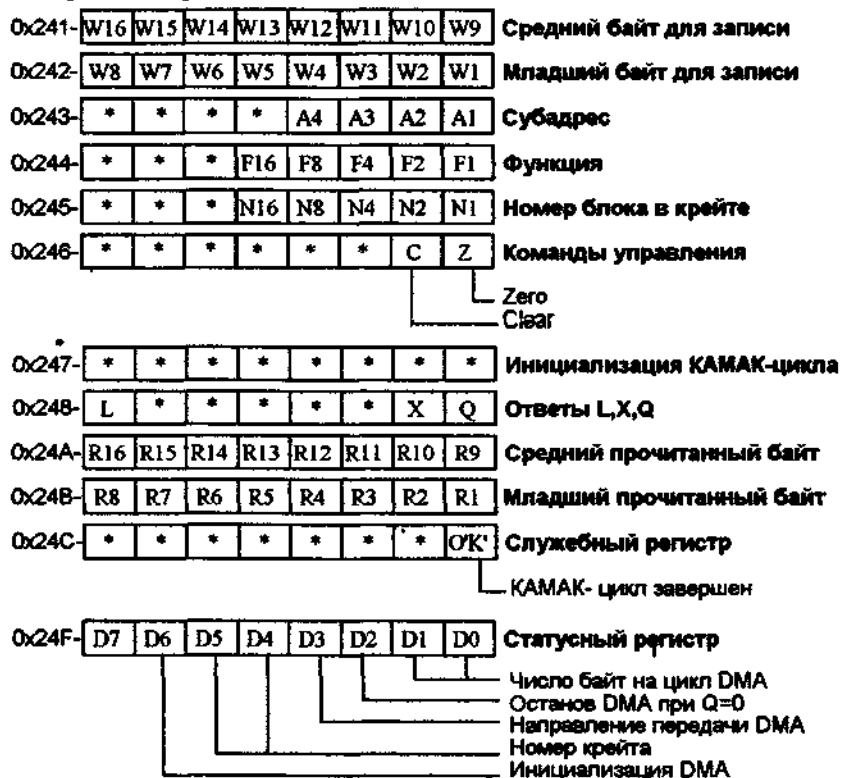 0x241- W16 W15 W14 W13 W12 W11 W10 W9 Средний байт для записи
0x242- W8 W7 W6 W5 W4 W3 W2 W1 Младший байт для записи
0x243- * * * * A4 A3 A2 A1 Субадрес
0x244- * * * F16 F8 F4 F2 F1 Функция
0x245- * * * N16 N8 N4 N2 N1 Номер блока в крейте
0x246- * * * * * * C Z Команды управления
Zero
Clear
0x247- * * * * * * * * Инициализация КАМАК-цикла
0x248- L * * * * * X Q Ответы L,X,Q
0x24A- R16 R15 R14 R13 R12 R11 R10 R9 Средний прочитанный байт
0x24B- R8 R7 R6 R5 R4 R3 R2 R1 Младший прочитанный байт
0x24C- * * * * * * * O'K' Служебный регистр
КАМАК- цикл завершен
0x24F- D7 D6 D5 D4 D3 D2 D1 D0 Статусный регистр
Число байт на цикл DMA
Останов DMA при Q=0
Направление передачи DMA
Номер крейта
Инициализация DMA